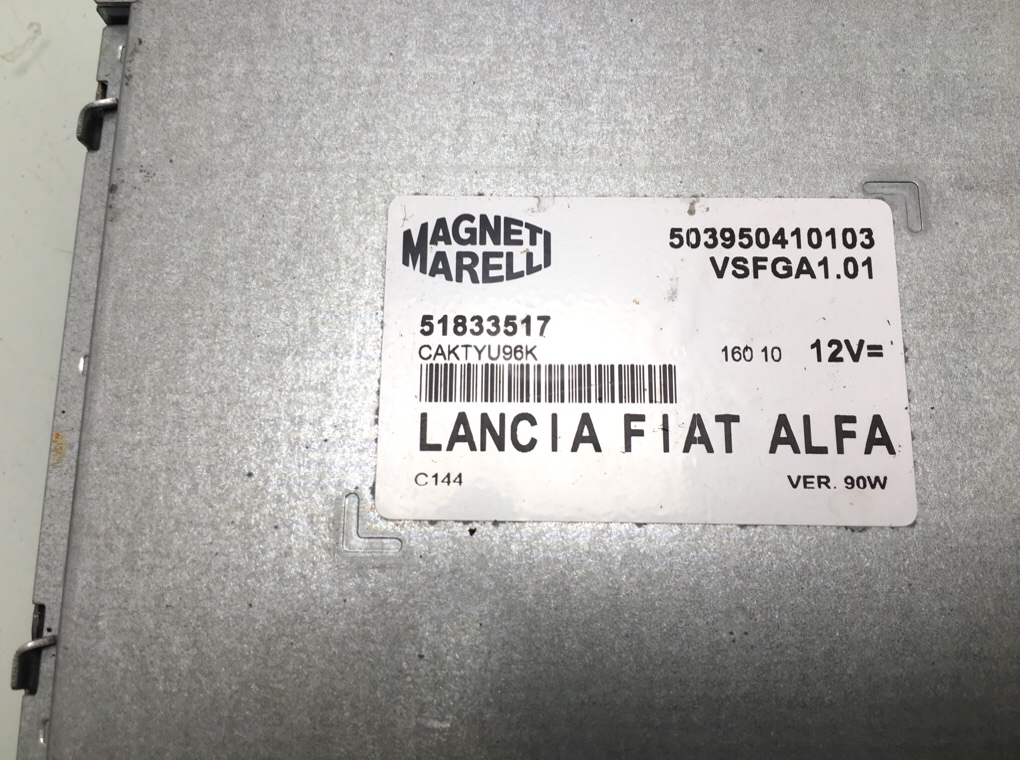 MAGNETI
MARELLI
503950410103
VSFGA1.01
51833517
CAKTYU96K
160 10 12V=
LANCIA FIAT ALFA
C144
VER. 90W